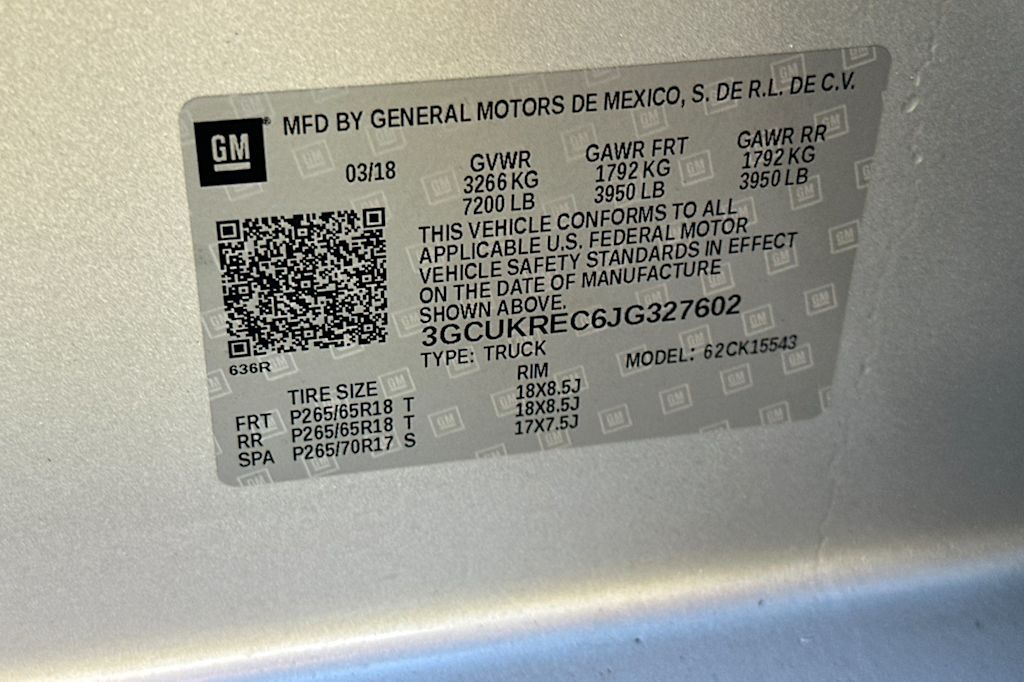 GM® MFD BY GENERAL MOTORS DE MEXICO, S. DE R.L. DE C.V.
03/18 GVWR GAWR FRT GAWR RR
3266 KG 1792 KG 1792 KG
7200 LB 3950 LB 3950 LB
THIS VEHICLE CONFORMS TO ALL
APPLICABLE U.S. FEDERAL MOTOR
VEHICLE SAFETY STANDARDS IN EFFECT
ON THE DATE OF MANUFACTURE
SHOWN ABOVE.
3GCUKREC6JG327602
636R TYPE: TRUCK MODEL: 62CK15543
TIRE SIZE RIM
FRT P265/65R18 T 18X8.5J
RR P265/65R18 T 18X8.5J
SPA P265/70R17 S 17X7.5J